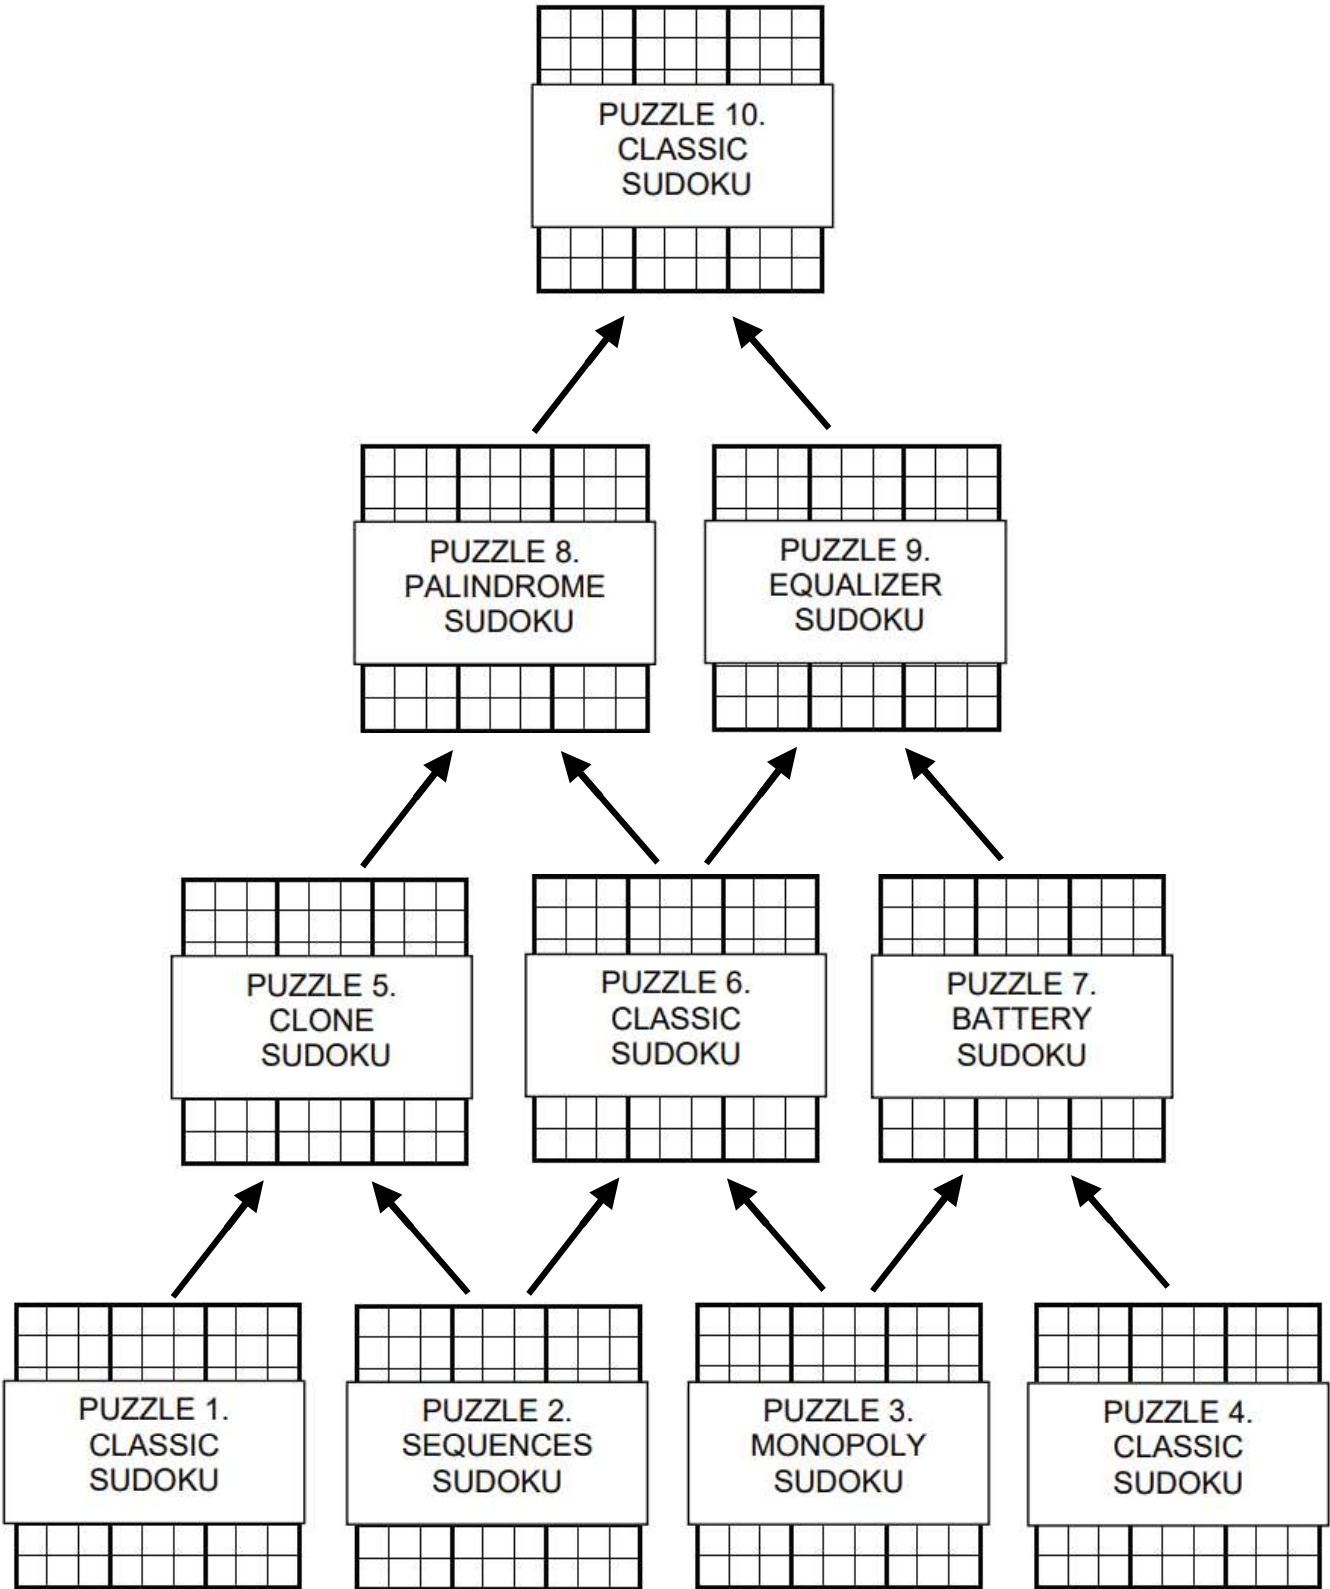 PUZZLE 10.
CLASSIC
SUDOKU
PUZZLE 8.
PALINDROME
SUDOKU
PUZZLE 9.
EQUALIZER
SUDOKU
PUZZLE 5.
CLONE
SUDOKU
PUZZLE 6.
CLASSIC
SUDOKU
PUZZLE 7.
BATTERY
SUDOKU
PUZZLE 1.
CLASSIC
SUDOKU
PUZZLE 2.
SEQUENCES
SUDOKU
PUZZLE 3.
MONOPOLY
SUDOKU
PUZZLE 4.
CLASSIC
SUDOKU